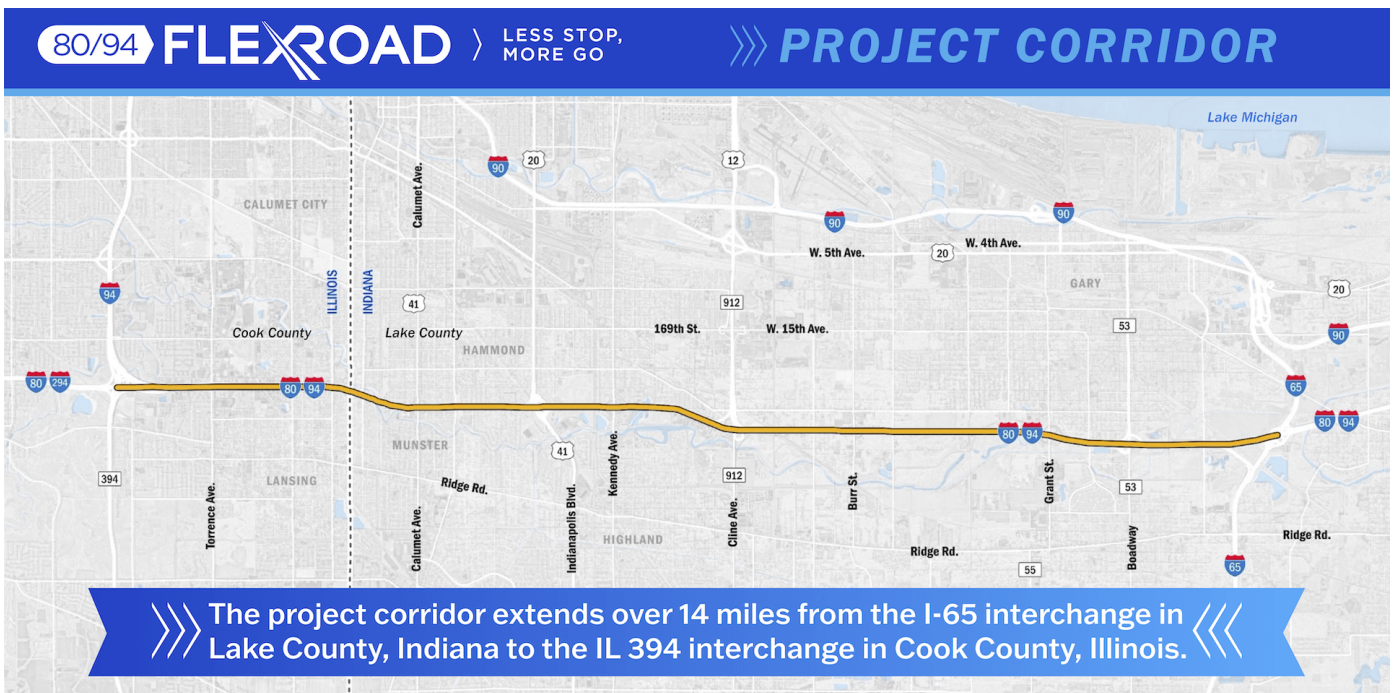 80/94 FLEXROAD
LESS STOP,
MORE GO
PROJECT CORRIDOR
Lake Michigan
90
20
12
Calumet Ave.
CALUMET CITY
90
90
W. 5th Ave.
20
W. 4th Ave.
94
ILLINOIS
INDIANA
41
912
GARY
20
Cook County
Lake County
169th St.
W. 15th Ave.
53
90
HAMMOND
80
294
80
94
65
80
94
80
94
MUNSTER
41
Kennedy Ave.
394
LANSING
Ridge Rd.
912
Burr St.
Grant St.
53
Torrence Ave.
Calumet Ave.
Indianapolis Blvd.
HIGHLAND
Cline Ave.
Ridge Rd.
Boadway
Ridge Rd.
55
65
The project corridor extends over 14 miles from the I-65 interchange in
Lake County, Indiana to the IL 394 interchange in Cook County, Illinois.